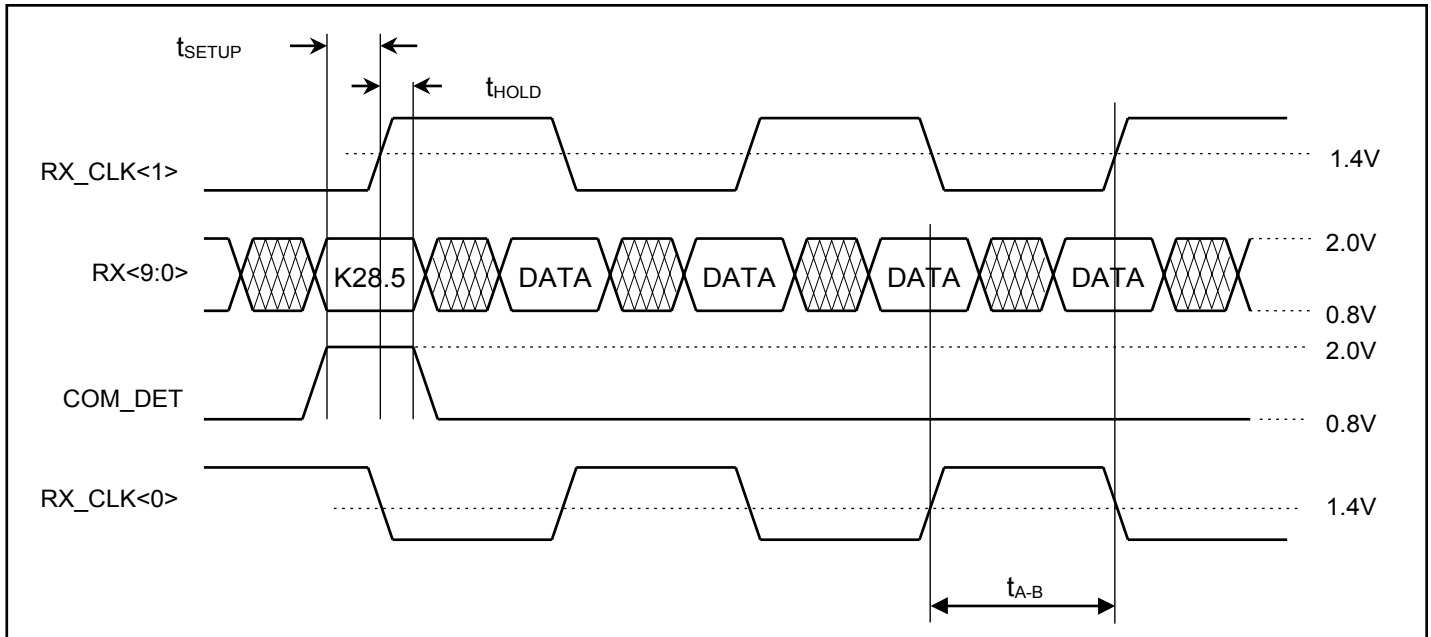 tSETUP
tHOLD
RX_CLK<1>
1.4V
RX<9:0>
K28.5
DATA
DATA
DATA
DATA
2.0V
0.8V
COM_DET
2.0V
0.8V
RX_CLK<0>
1.4V
tA-B